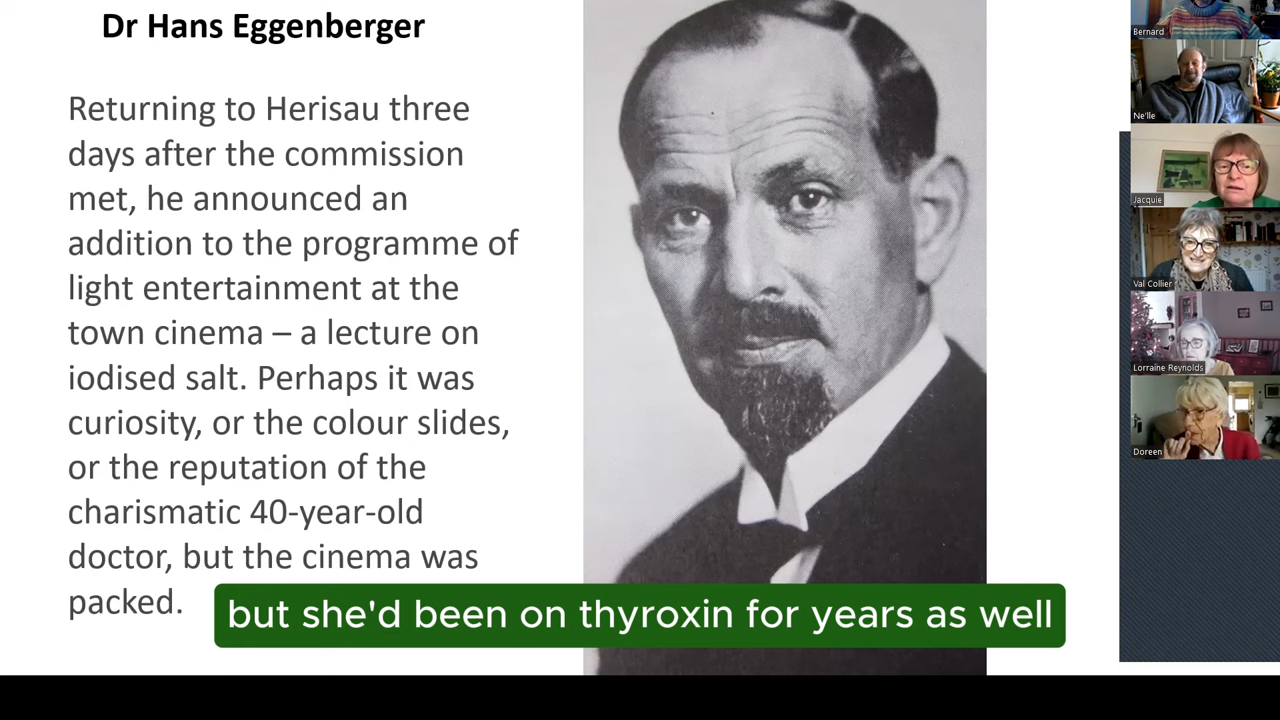 Dr Hans Eggenberger
Returning to Herisau three
days after the commission
met, he announced an
addition to the programme of
light entertainment at the
town cinema – a lecture on
iodised salt. Perhaps it was
curiosity, or the colour slides,
or the reputation of the
charismatic 40-year-old
doctor, but the cinema was
packed.
but she'd been on thyroxin for years as well
Bernard
Ne'lle
Jacquie
Val Collier
Lorraine Reynolds
Doreen